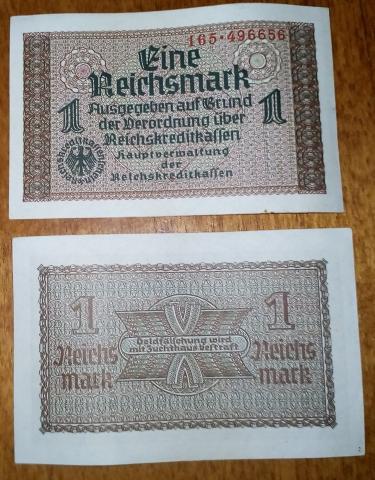 165·496656
Eine
Reichsmark
1 Ausgegeben auf Grund 1
der Verordnung über
Reichskreditkassen
Hauptverwaltung
der
Reichskreditkassen
1 1
Geldfälschung wird
mit Zuchthaus bestraft
Reichs Reichs
mark mark